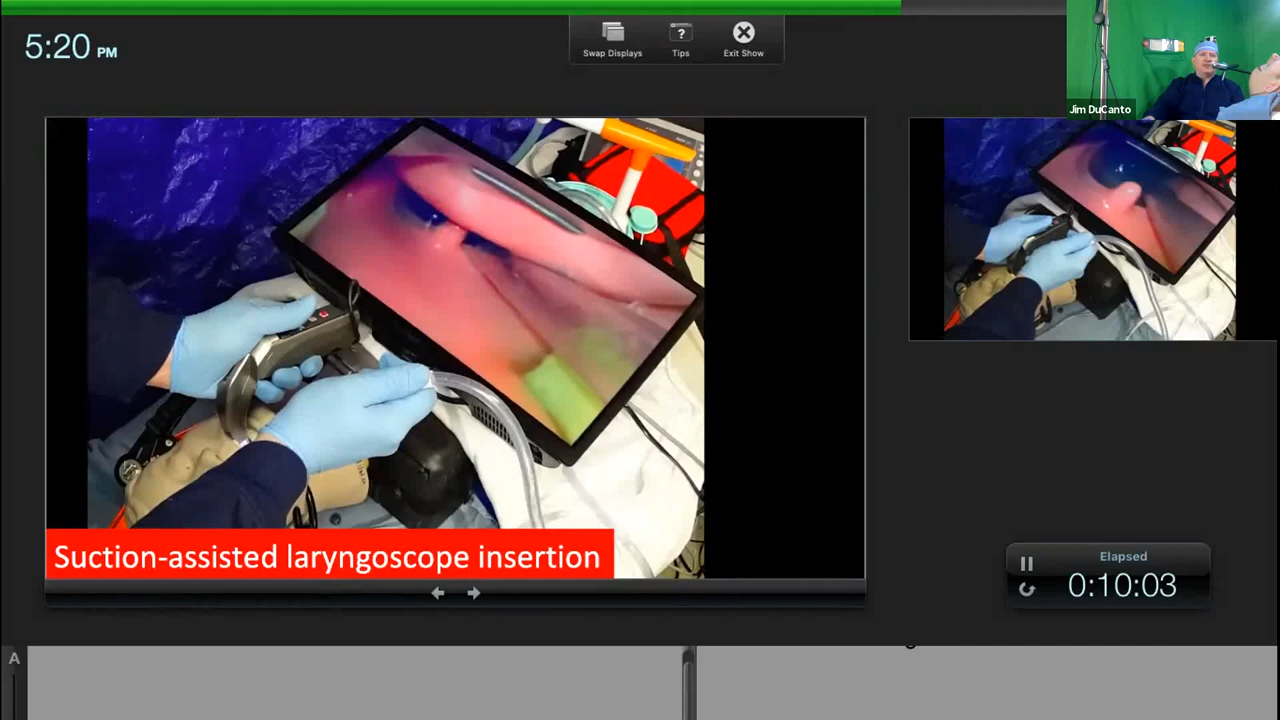 5:20 PM
Swap Displays
Tips
Exit Show
Jim DuCanto
Suction-assisted laryngoscope insertion
Elapsed
0:10:03
A